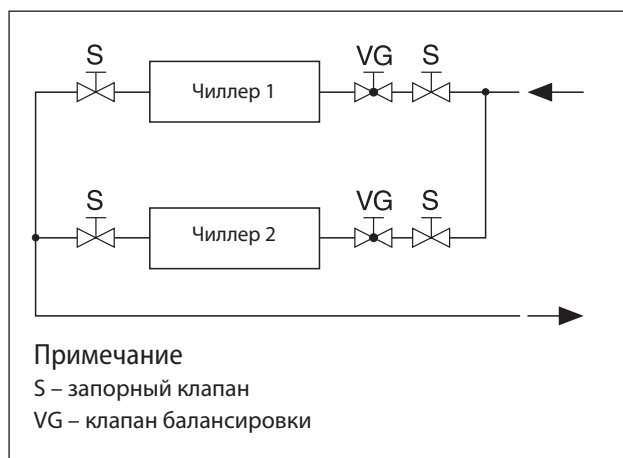 S VG S
Чиллер 1
S VG S
Чиллер 2
Примечание
S – запорный клапан
VG – клапан балансировки